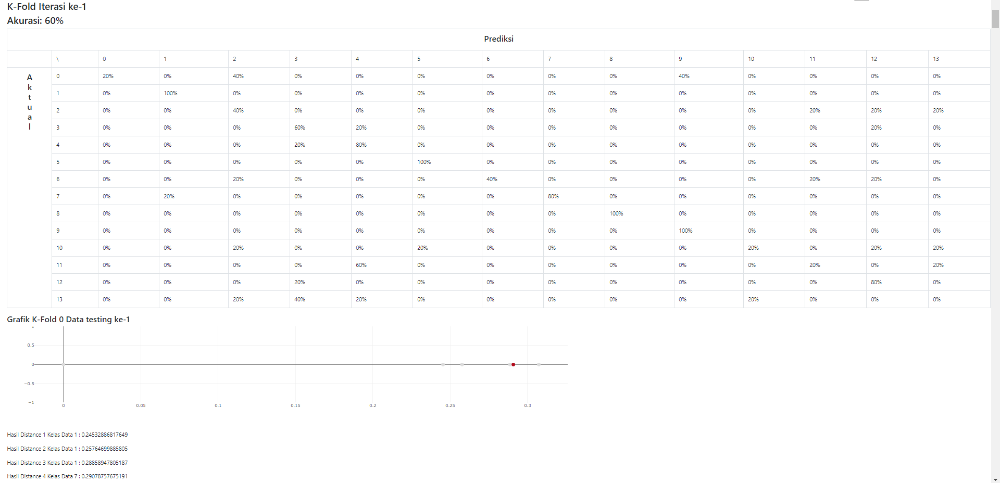 K-Fold Iterasi ke-1
Akurasi: 60%
Prediksi
\ 0 1 2 3 4 5 6 7 8 9 10 11 12 13
Aktual
0 20% 0% 40% 0% 0% 0% 0% 0% 0% 40% 0% 0% 0% 0%
1 0% 100% 0% 0% 0% 0% 0% 0% 0% 0% 0% 0% 0% 0%
2 0% 0% 40% 0% 0% 0% 0% 0% 0% 0% 0% 20% 20% 20%
3 0% 0% 0% 60% 20% 0% 0% 0% 0% 0% 0% 0% 20% 0%
4 0% 0% 0% 20% 80% 0% 0% 0% 0% 0% 0% 0% 0% 0%
5 0% 0% 0% 0% 0% 100% 0% 0% 0% 0% 0% 0% 0% 0%
6 0% 0% 20% 0% 0% 0% 40% 0% 0% 0% 0% 20% 20% 0%
7 0% 20% 0% 0% 0% 0% 0% 80% 0% 0% 0% 0% 0% 0%
8 0% 0% 0% 0% 0% 0% 0% 0% 100% 0% 0% 0% 0% 0%
9 0% 0% 0% 0% 0% 0% 0% 0% 0% 100% 0% 0% 0% 0%
10 0% 0% 20% 0% 0% 20% 0% 0% 0% 0% 20% 0% 20% 20%
11 0% 0% 0% 0% 60% 0% 0% 0% 0% 0% 0% 20% 0% 20%
12 0% 0% 0% 20% 0% 0% 0% 0% 0% 0% 0% 0% 80% 0%
13 0% 0% 20% 40% 20% 0% 0% 0% 0% 0% 20% 0% 0% 0%
Grafik K-Fold 0 Data testing ke-1
0.5
0
−0.5
−1
0 0.05 0.1 0.15 0.2 0.25 0.3
Hasil Distance 1 Kelas Data 1 : 0.24532886817649
Hasil Distance 2 Kelas Data 1 : 0.25764699885805
Hasil Distance 3 Kelas Data 1 : 0.28858947805187
Hasil Distance 4 Kelas Data 7 : 0.29078757675191